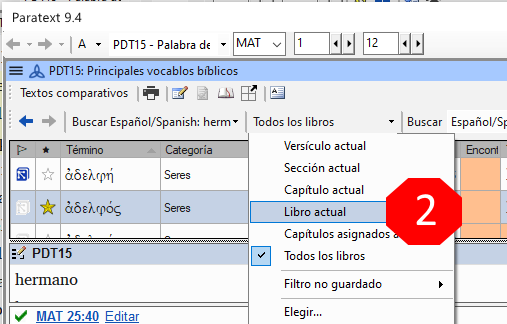 Paratext 9.4
A PDT15 - Palabra de MAT 1 12
PDT15: Principales vocablos bíblicos
Textos comparativos
Buscar Español/Spanish: herm Todos los libros Buscar Españo
Versículo actual
Sección actual
Capítulo actual
Libro actual
Capítulos asignados a
Todos los libros
Filtro no guardado
Elegir...
2
Término Categoría Encont
ἀδελφή Seres
ἀδελφός Seres
PDT15
hermano
MAT 25:40 Editar